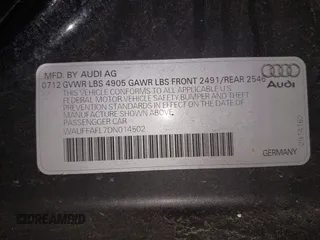 MFD. BY AUDI AG
0712 GVWR LBS 4905 GAWR LBS FRONT 2491/REAR 2546
THIS VEHICLE CONFORMS TO ALL APPLICABLE U.S.
FEDERAL MOTOR VEHICLE SAFETY BUMPER AND THEFT
PREVENTION STANDARDS IN EFFECT ON THE DATE OF
MANUFACTURE SHOWN ABOVE.
PASSENGER CAR
WAUFFAFL7DN014502
Audi
GERMANY
DREAMBID